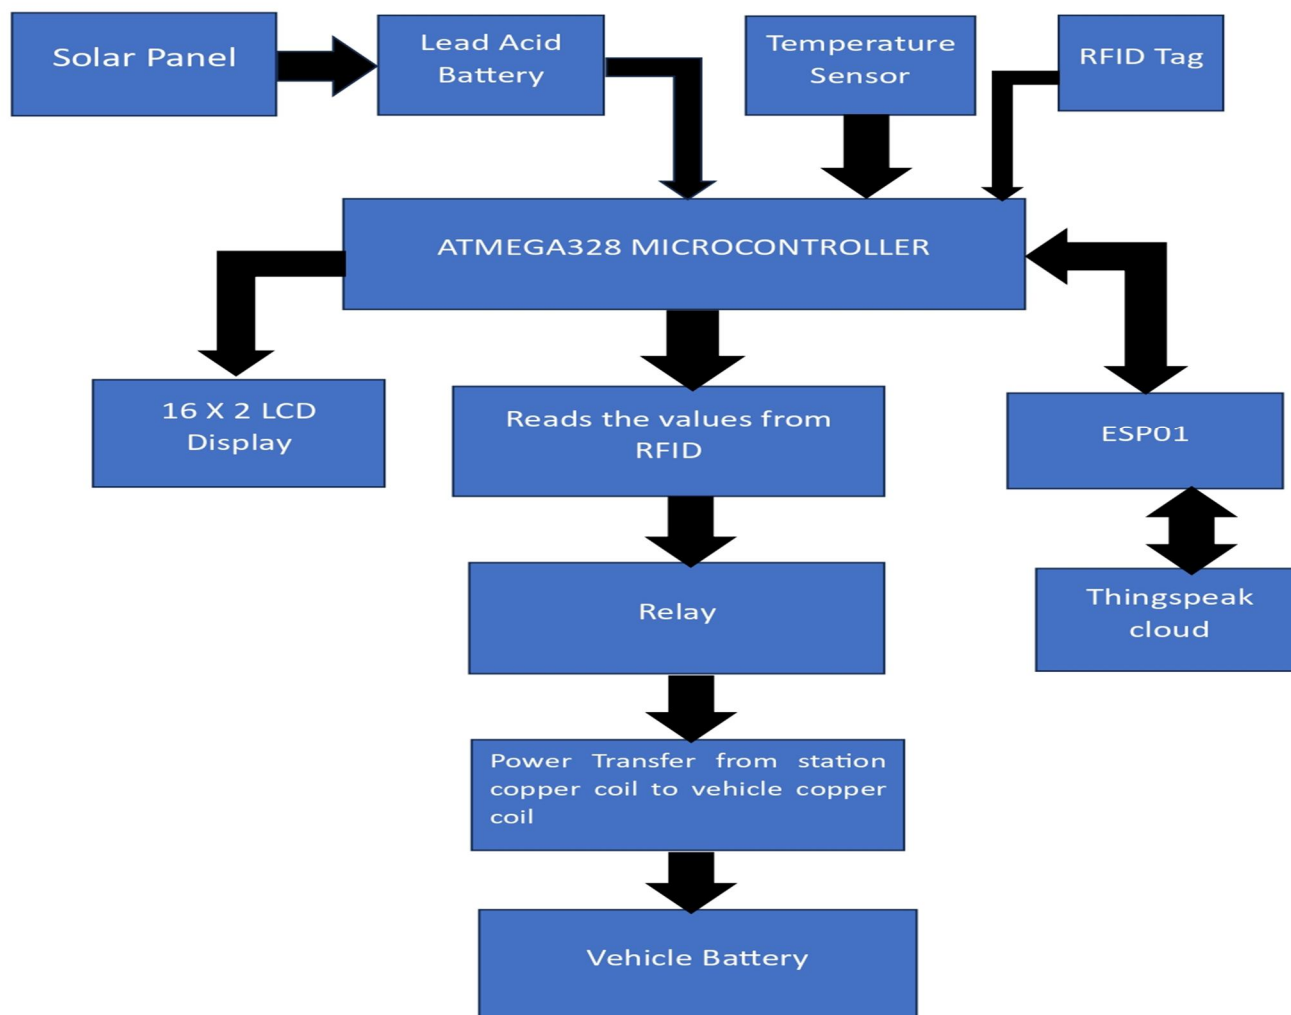 Solar Panel
Lead Acid
Battery
Temperature
Sensor
RFID Tag
ATMEGA328 MICROCONTROLLER
16 X 2 LCD
Display
Reads the values from
RFID
ESP01
Relay
Thingspeak
cloud
Power Transfer from station
copper coil to vehicle copper
coil
Vehicle Battery